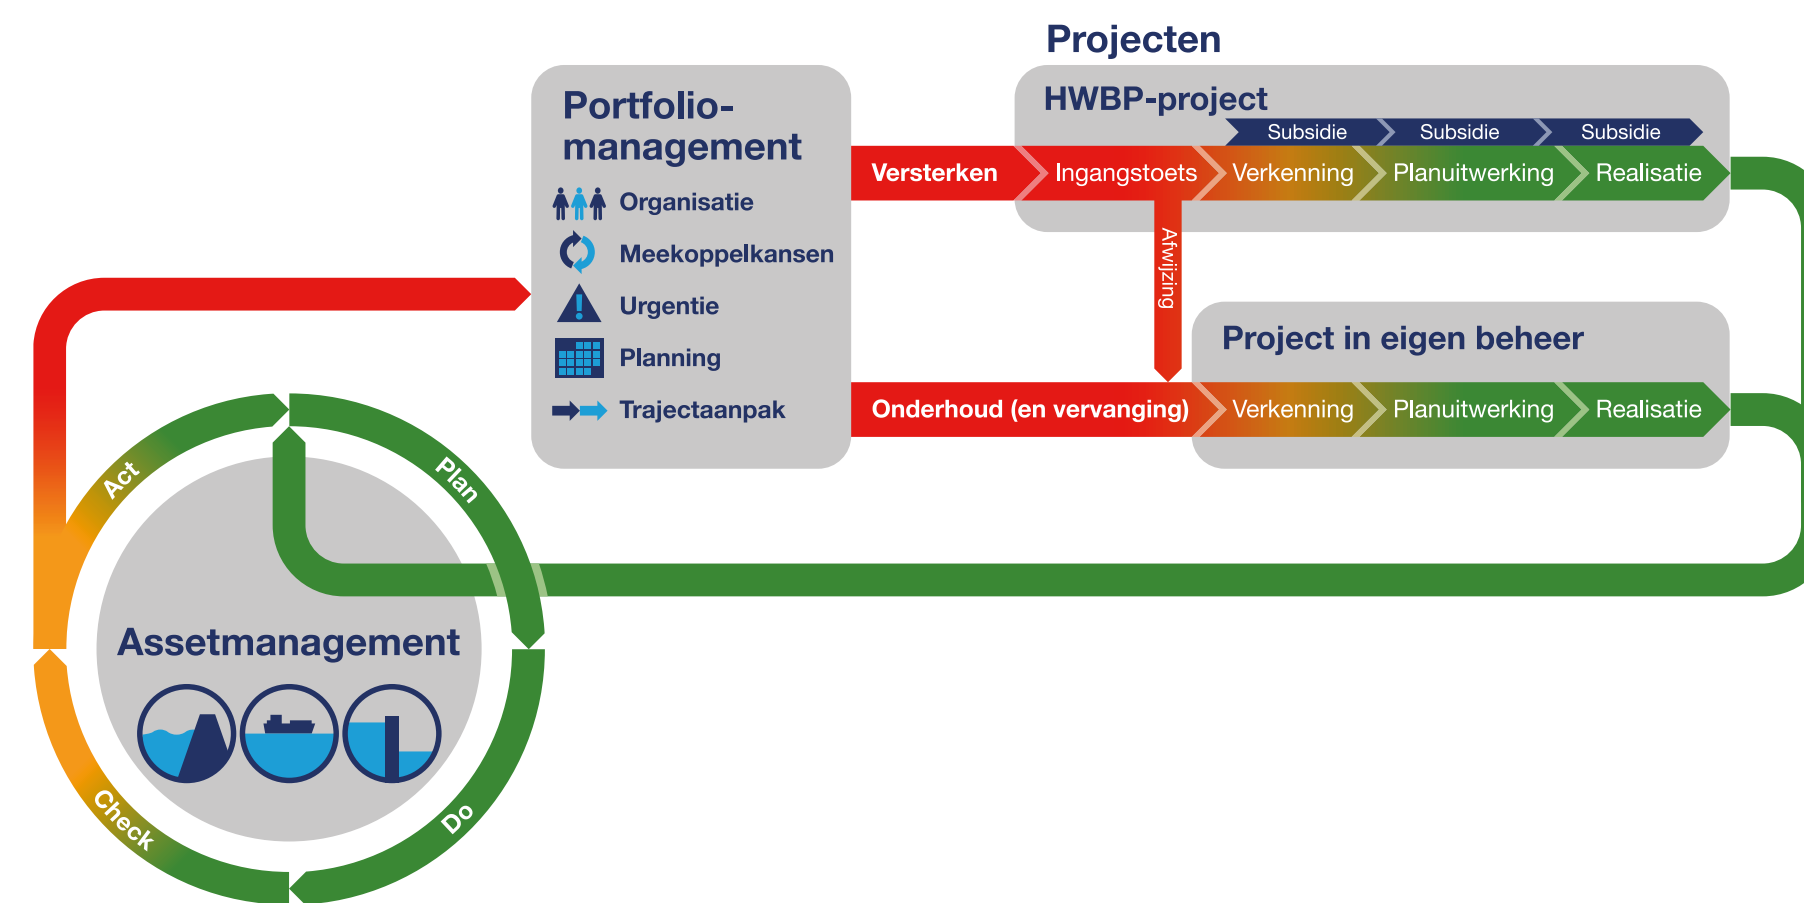 Projecten
Portfolio-
management
Organisatie
Meekoppelkansen
Urgentie
Planning
Trajectaanpak
HWBP-project
Subsidie
Subsidie
Subsidie
Versterken
Ingangstoets
Verkenning
Planuitwerking
Realisatie
Afwijzing
Project in eigen beheer
Onderhoud (en vervanging)
Verkenning
Planuitwerking
Realisatie
Act
Plan
Assetmanagement
Check
Do